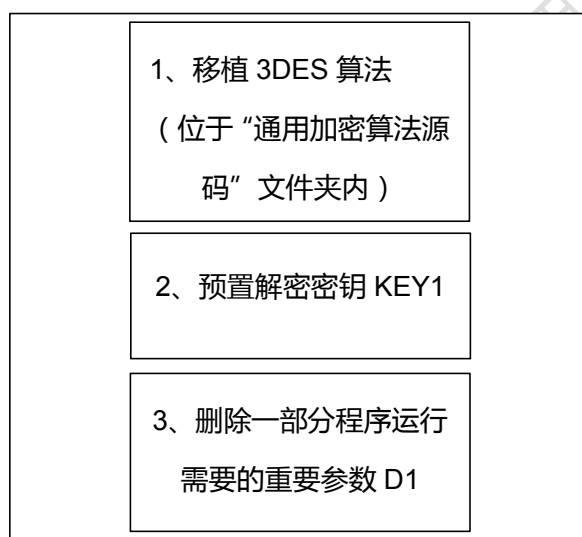 1、移植 3DES 算法
（位于“通用加密算法源
码”文件夹内）
2、预置解密密钥 KEY1
3、删除一部分程序运行
需要的重要参数 D1